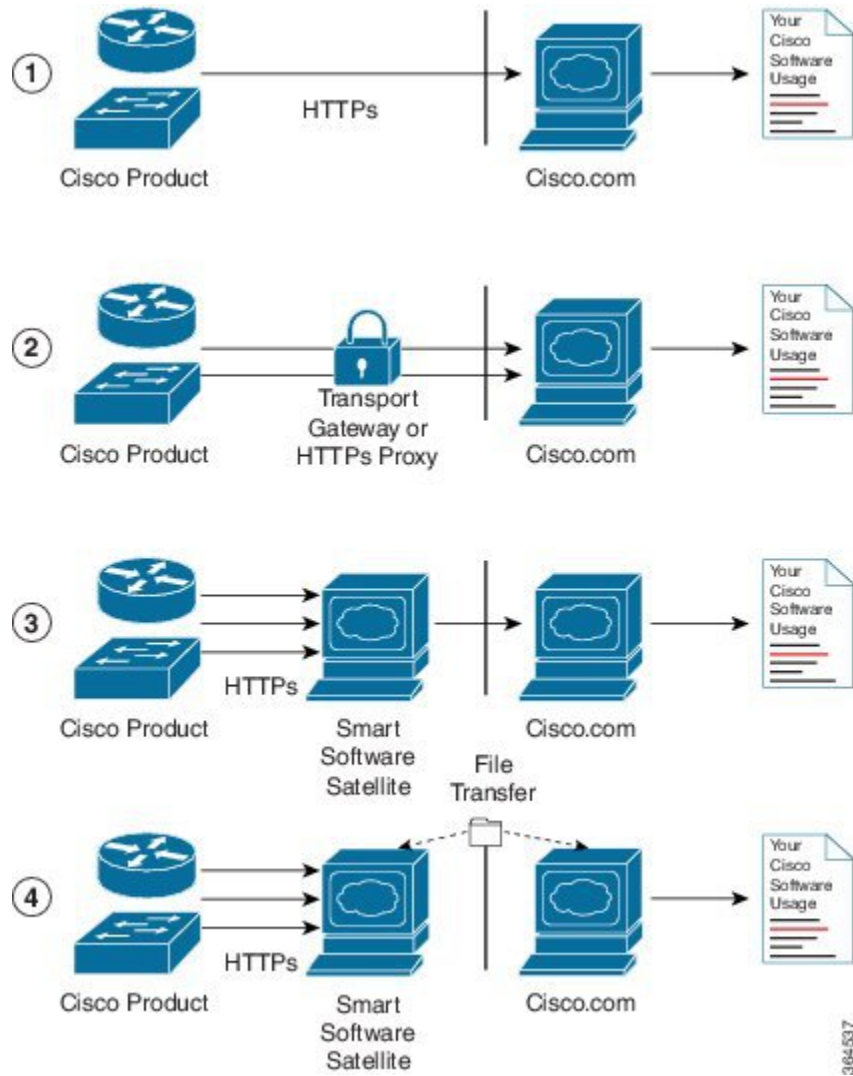 1
HTTPs
Cisco Product
Cisco.com
Your
Cisco
Software
Usage
2
Transport
Gateway or
HTTPs Proxy
Cisco Product
Cisco.com
Your
Cisco
Software
Usage
3
HTTPs
Cisco Product
Smart
Software
Satellite
Cisco.com
Your
Cisco
Software
Usage
File
Transfer
4
HTTPs
Cisco Product
Smart
Software
Satellite
Cisco.com
Your
Cisco
Software
Usage
364537